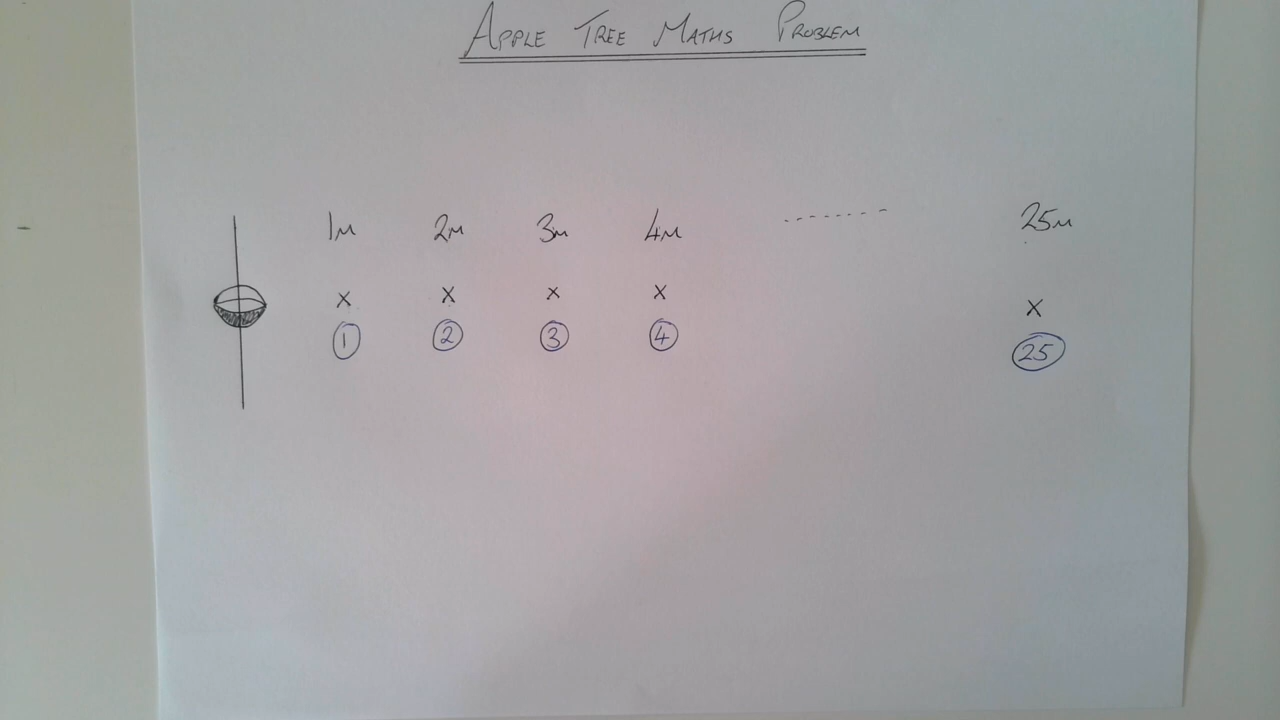 APPLE TREE MATHS PROBLEM
1M 2M 3M 4M -------- 25M
x x x x x
1 2 3 4 25